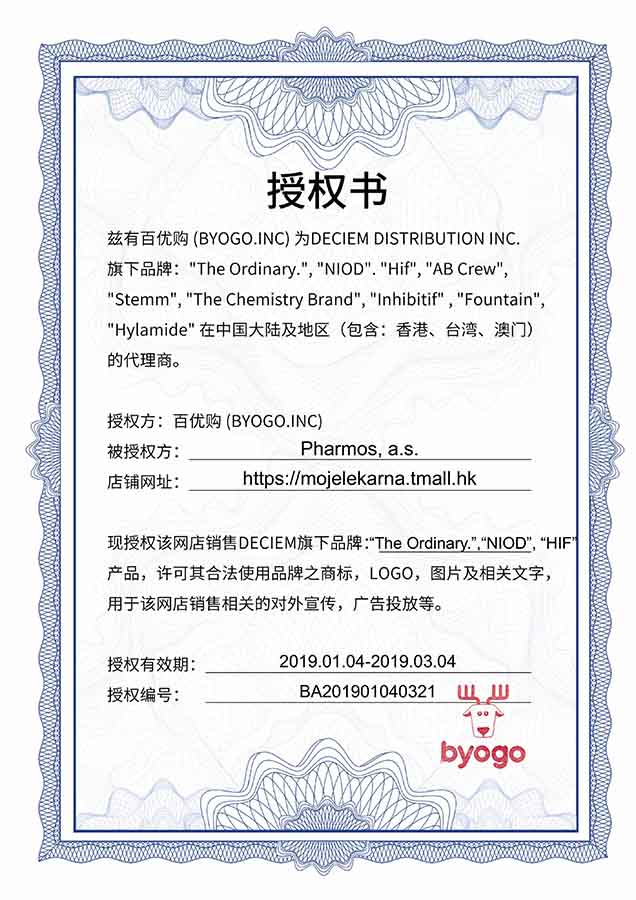 授权书
兹有百优购 (BYOGO.INC) 为DECIEM DISTRIBUTION INC.
旗下品牌："The Ordinary.", "NIOD". "Hif", "AB Crew",
"Stemm", "The Chemistry Brand", "Inhibitif" , "Fountain",
"Hylamide" 在中国大陆及地区（包含：香港、台湾、澳门）
的代理商。
授权方：百优购 (BYOGO.INC)
被授权方： Pharmos, a.s.
店铺网址： https://mojelekarna.tmall.hk
现授权该网店销售DECIEM旗下品牌：“The Ordinary.”,“NIOD”, “HIF”
产品，许可其合法使用品牌之商标，LOGO，图片及相关文字，
用于该网店销售相关的对外宣传，广告投放等。
授权有效期： 2019.01.04-2019.03.04
授权编号： BA201901040321
byogo